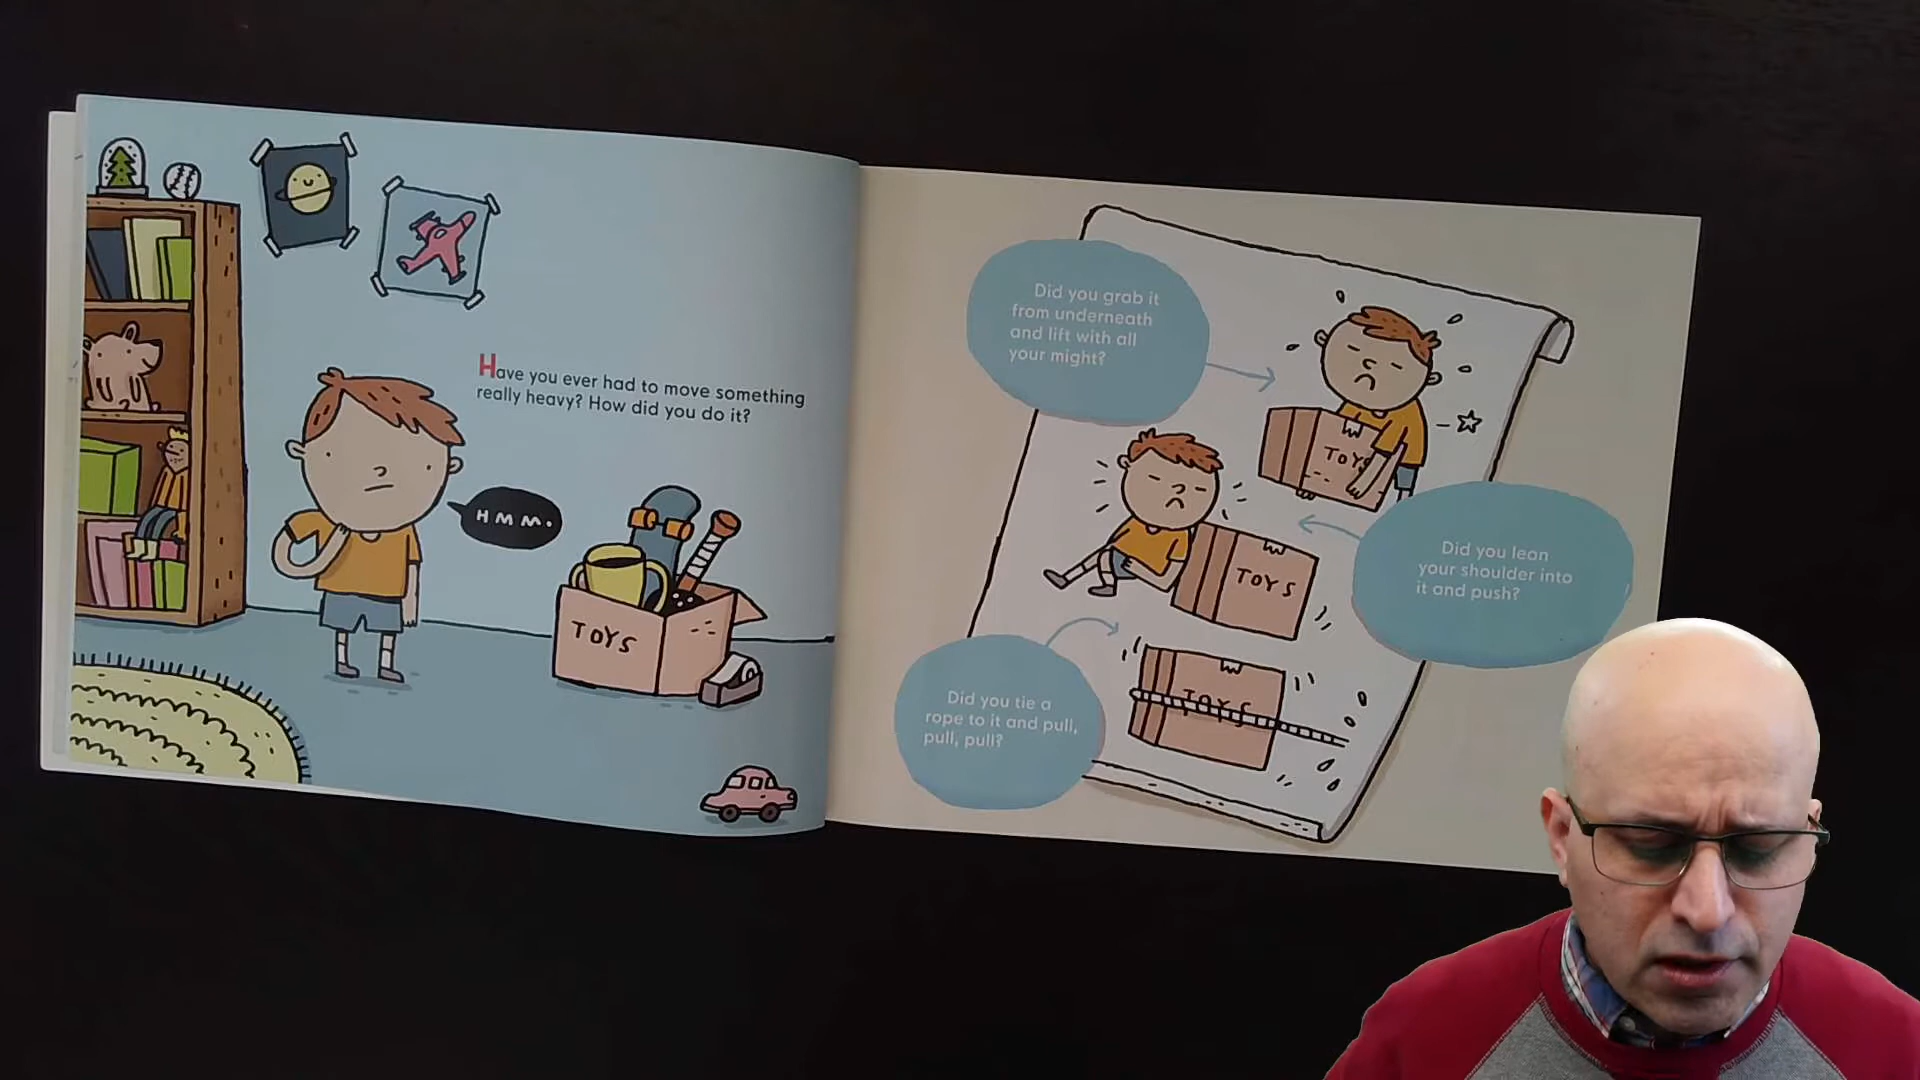 Have you ever had to move something
really heavy? How did you do it?
HMM.
TOYS
Did you grab it
from underneath
and lift with all
your might?
TOYS
Did you lean
your shoulder into
it and push?
TOYS
Did you tie a
rope to it and pull,
pull, pull?
TOYS